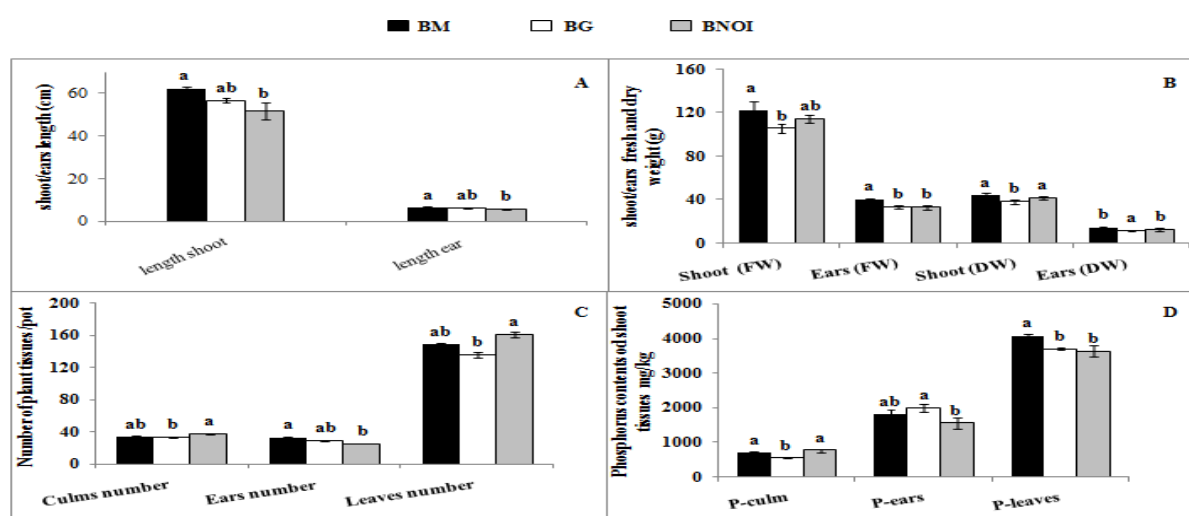 BM BG BNOI
A
shoot/ears length (cm)
60
40
20
0
a ab b
a ab b
length shoot length ear
B
shoot/ears fresh and dry
weight (g)
160
120
80
40
0
a b ab
a b b
a b a
b a b
Shoot (FW) Ears (FW) Shoot (DW) Ears (DW)
C
Number of plant tissues /pot
200
160
120
80
40
0
ab b a
a ab b
ab b a
Culms number Ears number Leaves number
D
Phosphorus contents od shoot
tissues mg/kg
5000
4000
3000
2000
1000
0
a b a
ab a b
a b b
P-culm P-ears P-leaves